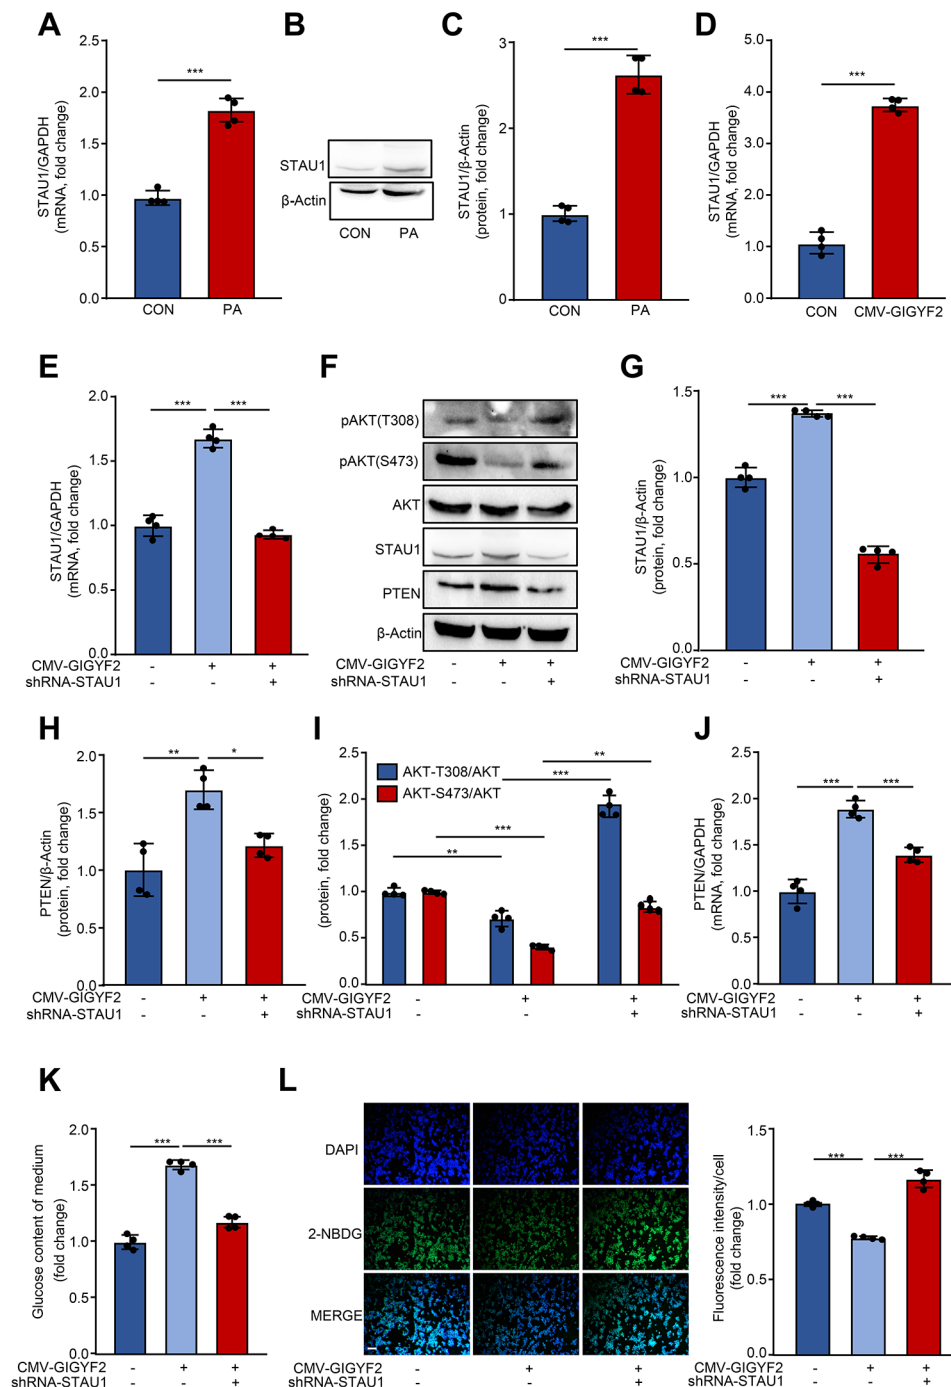 A
STAU1/GAPDH
(mRNA, fold change)
2.5
2.0
1.5
1.0
0.5
0.0
***
CON
PA
B
STAU1
β-Actin
CON
PA
C
STAU1/β-Actin
(protein, fold change)
3
2
1
0
***
CON
PA
D
STAU1/GAPDH
(mRNA, fold change)
5.0
4.0
3.0
2.0
1.0
0.0
***
CON
CMV-GIGYF2
E
STAU1/GAPDH
(mRNA, fold change)
2.0
1.5
1.0
0.5
0.0
*** ***
CMV-GIGYF2 - + +
shRNA-STAU1 - - +
F
pAKT(T308)
pAKT(S473)
AKT
STAU1
PTEN
β-Actin
CMV-GIGYF2 - + +
shRNA-STAU1 - - +
G
STAU1/β-Actin
(protein, fold change)
1.5
1.0
0.5
0.0
*** ***
CMV-GIGYF2 - + +
shRNA-STAU1 - - +
H
PTEN/β-Actin
(protein, fold change)
2.0
1.5
1.0
0.5
0.0
** *
CMV-GIGYF2 - + +
shRNA-STAU1 - - +
I
(protein, fold change)
2.5
2.0
1.5
1.0
0.5
0.0
AKT-T308/AKT
AKT-S473/AKT
**
***
***
**
CMV-GIGYF2 - + +
shRNA-STAU1 - - +
J
PTEN/GAPDH
(mRNA, fold change)
2.5
2.0
1.5
1.0
0.5
0.0
*** ***
CMV-GIGYF2 - + +
shRNA-STAU1 - - +
K
Glucose content of medium
(fold change)
2.0
1.5
1.0
0.5
0.0
*** ***
CMV-GIGYF2 - + +
shRNA-STAU1 - - +
L
DAPI
2-NBDG
MERGE
CMV-GIGYF2 - + +
shRNA-STAU1 - - +
Fluorescence intensity/cell
(fold change)
1.5
1.0
0.5
0.0
*** ***
CMV-GIGYF2 - + +
shRNA-STAU1 - - +